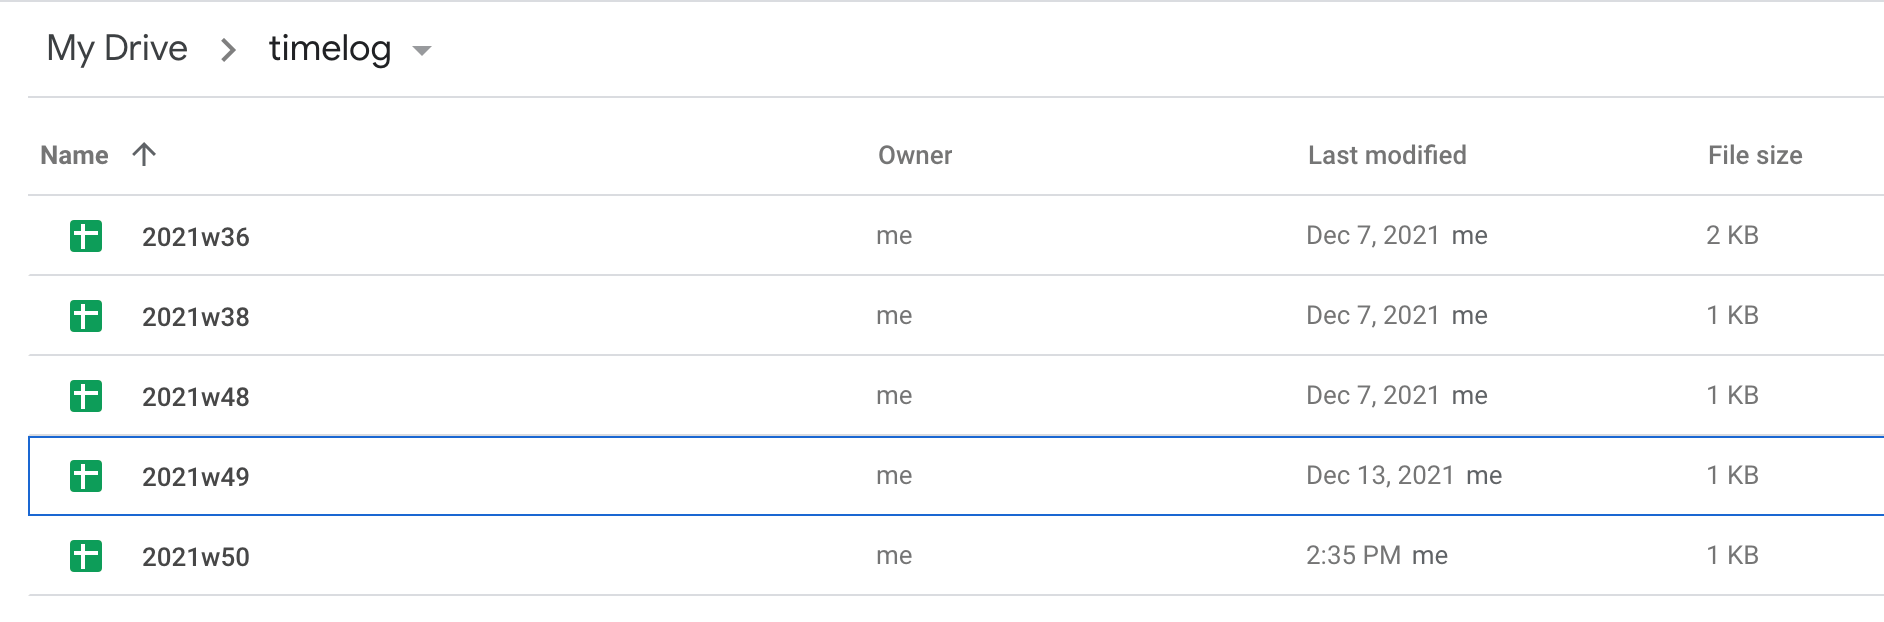 My Drive > timelog
Name Owner Last modified File size
2021w36 me Dec 7, 2021 me 2 KB
2021w38 me Dec 7, 2021 me 1 KB
2021w48 me Dec 7, 2021 me 1 KB
2021w49 me Dec 13, 2021 me 1 KB
2021w50 me 2:35 PM me 1 KB